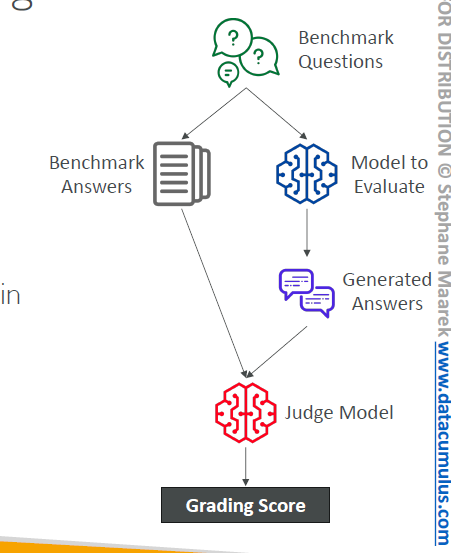 g
Benchmark
Questions
Benchmark
Answers
Model to
Evaluate
Generated
Answers
in
Judge Model
Grading Score
OR DISTRIBUTION © Stephane Maarek www.datacumulus.com